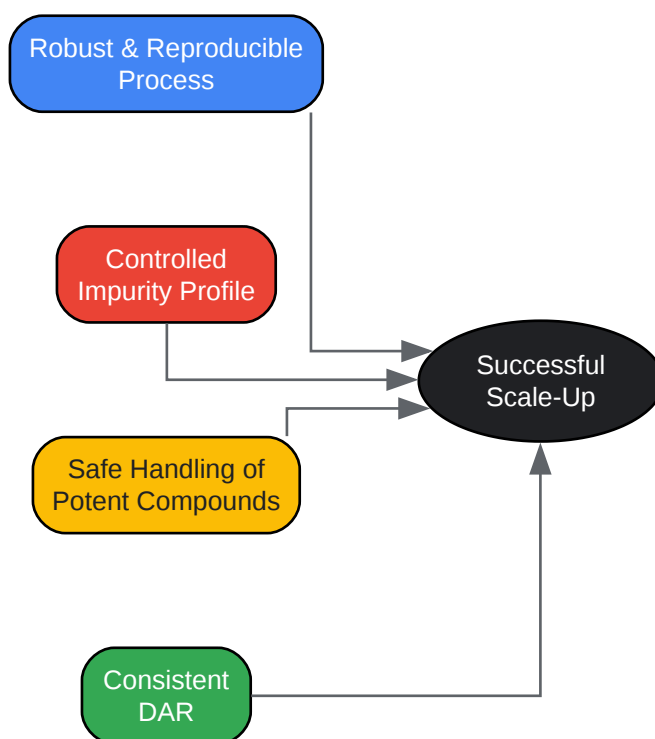 Robust & Reproducible
Process
Controlled
Impurity Profile
Successful
Scale-Up
Safe Handling of
Potent Compounds
Consistent
DAR